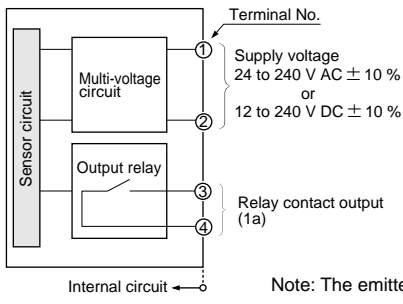 Terminal No.
Sensor circuit
Multi-voltage
circuit
1
2
Supply voltage
24 to 240 V AC ± 10 %
or
12 to 240 V DC ± 10 %
Output relay
3
4
Relay contact output
(1a)
Internal circuit
Note: The emitte